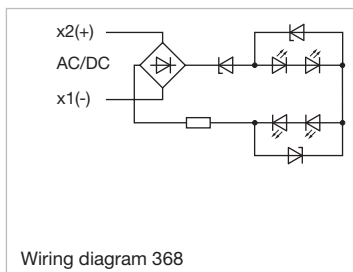 x2(+)
AC/DC
x1(-)
Wiring diagram 368